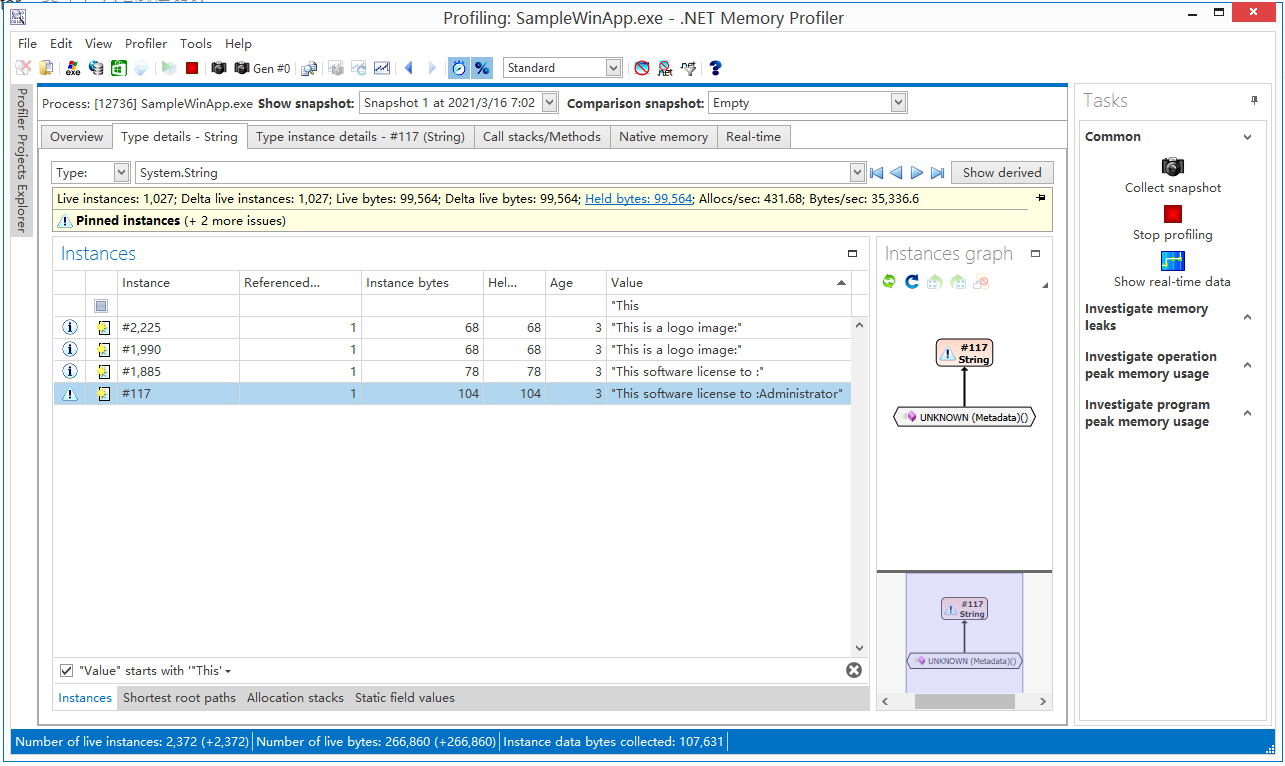 Profiling: SampleWinApp.exe - .NET Memory Profiler
File Edit View Profiler Tools Help
Gen #0 Standard
Profiler Projects Explorer
Process: [12736] SampleWinApp.exe Show snapshot: Snapshot 1 at 2021/3/16 7:02 Comparison snapshot: Empty
Overview Type details - String Type instance details - #117 (String) Call stacks/Methods Native memory Real-time
Type: System.String Show derived
Live instances: 1,027; Delta live instances: 1,027; Live bytes: 99,564; Delta live bytes: 99,564; Held bytes: 99,564; Allocs/sec: 431.68; Bytes/sec: 35,336.6
Pinned instances (+ 2 more issues)
Instances
Instance Referenced... Instance bytes Hel... Age Value
"This
#2,225 1 68 68 3 "This is a logo image:"
#1,990 1 68 68 3 "This is a logo image:"
#1,885 1 78 78 3 "This software license to :"
#117 1 104 104 3 "This software license to :Administrator"
"Value" starts with '"This'
Instances Shortest root paths Allocation stacks Static field values
Instances graph
#117
String
UNKNOWN (Metadata)()
#117
String
UNKNOWN (Metadata)()
Tasks
Common
Collect snapshot
Stop profiling
Show real-time data
Investigate memory
leaks
Investigate operation
peak memory usage
Investigate program
peak memory usage
Number of live instances: 2,372 (+2,372) Number of live bytes: 266,860 (+266,860) Instance data bytes collected: 107,631